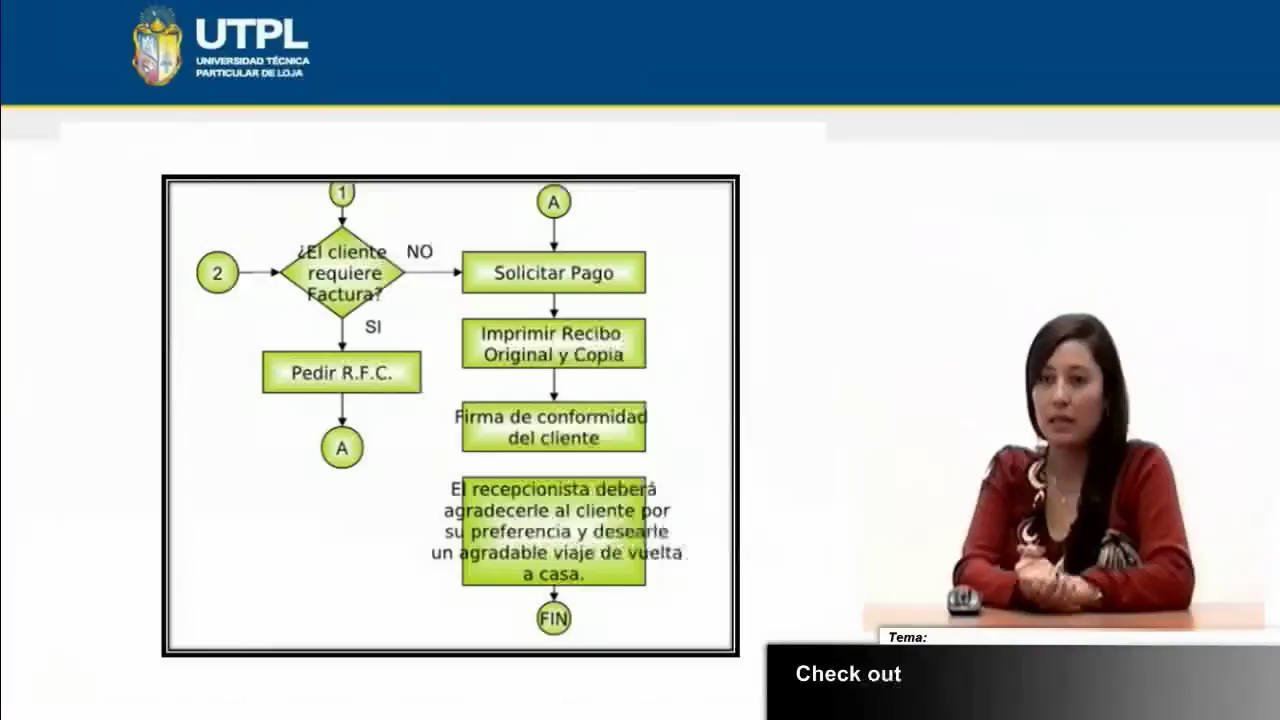 UTPL
UNIVERSIDAD TÉCNICA
PARTICULAR DE LOJA
1
A
¿El cliente
requiere
Factura?
NO
2
SI
Pedir R.F.C.
A
Solicitar Pago
Imprimir Recibo
Original y Copia
Firma de conformidad
del cliente
El recepcionista deberá
agradecerle al cliente por
su preferencia y desearle
un agradable viaje de vuelta
a casa.
FIN
Tema:
Check out